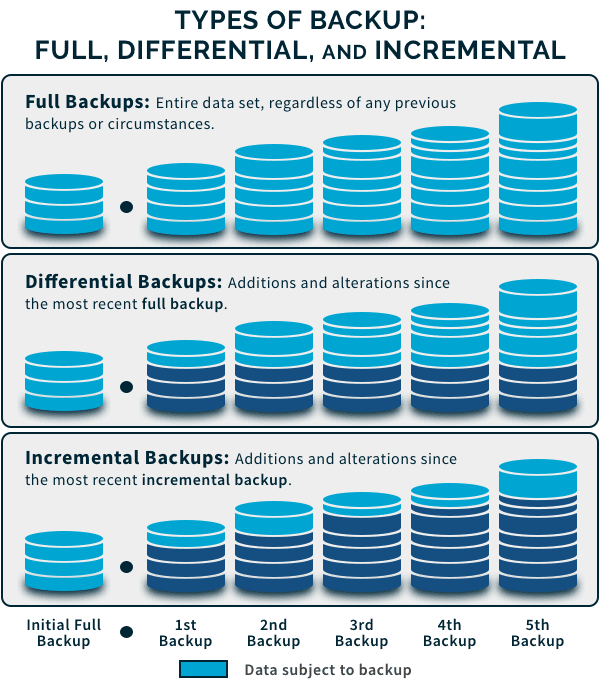 TYPES OF BACKUP:
FULL, DIFFERENTIAL, AND INCREMENTAL
Full Backups: Entire data set, regardless of any previous
backups or circumstances.
Differential Backups: Additions and alterations since
the most recent full backup.
Incremental Backups: Additions and alterations since
the most recent incremental backup.
Initial Full
Backup
1st
Backup
2nd
Backup
3rd
Backup
4th
Backup
5th
Backup
Data subject to backup